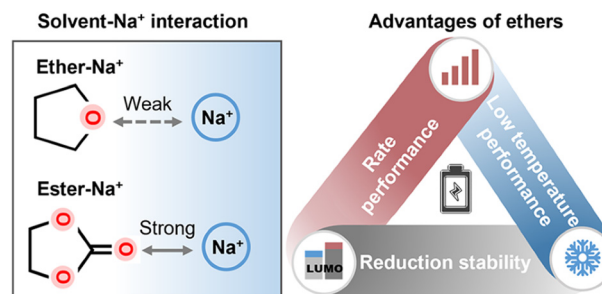 Solvent-Na⁺ interaction
Ether-Na⁺
O
Weak
Na⁺
Ester-Na⁺
O
O
O
Strong
Na⁺
Advantages of ethers
Rate
performance
Low temperature
performance
LUMO
Reduction stability